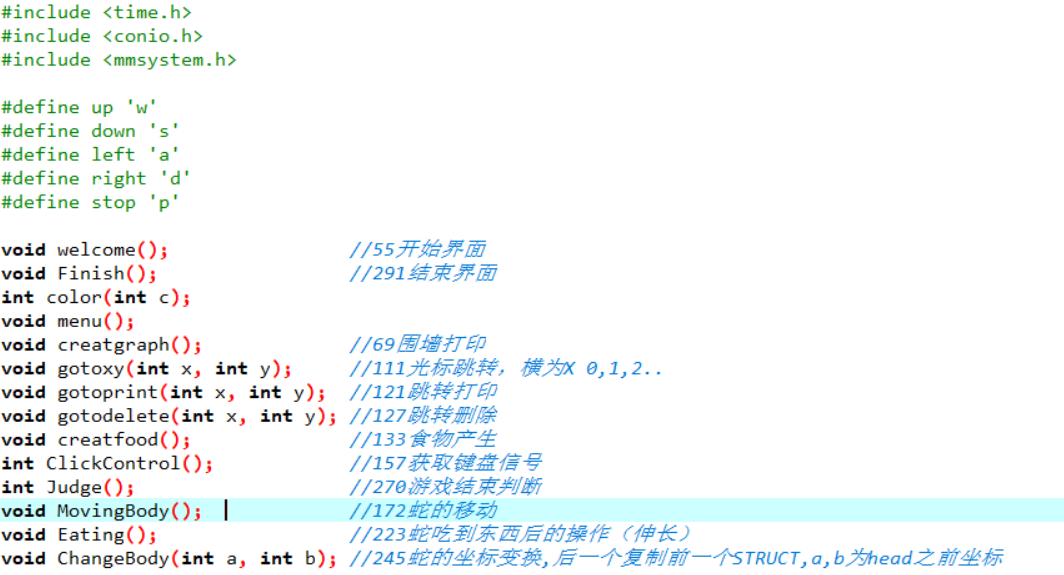 #include <time.h>
#include <conio.h>
#include <mmsystem.h>
#define up 'w'
#define down 's'
#define left 'a'
#define right 'd'
#define stop 'p'
void welcome(); //55开始界面
void Finish(); //291结束界面
int color(int c);
void menu();
void creatgraph(); //69围墙打印
void gotoxy(int x, int y); //111光标跳转，横为X 0,1,2..
void gotoprint(int x, int y); //121跳转打印
void gotodelete(int x, int y); //127跳转删除
void creatfood(); //133食物产生
int ClickControl(); //157获取键盘信号
int Judge(); //270游戏结束判断
void MovingBody(); //172蛇的移动
void Eating(); //223蛇吃到东西后的操作（伸长）
void ChangeBody(int a, int b); //245蛇的坐标变换,后一个复制前一个STRUCT,a,b为head之前坐标